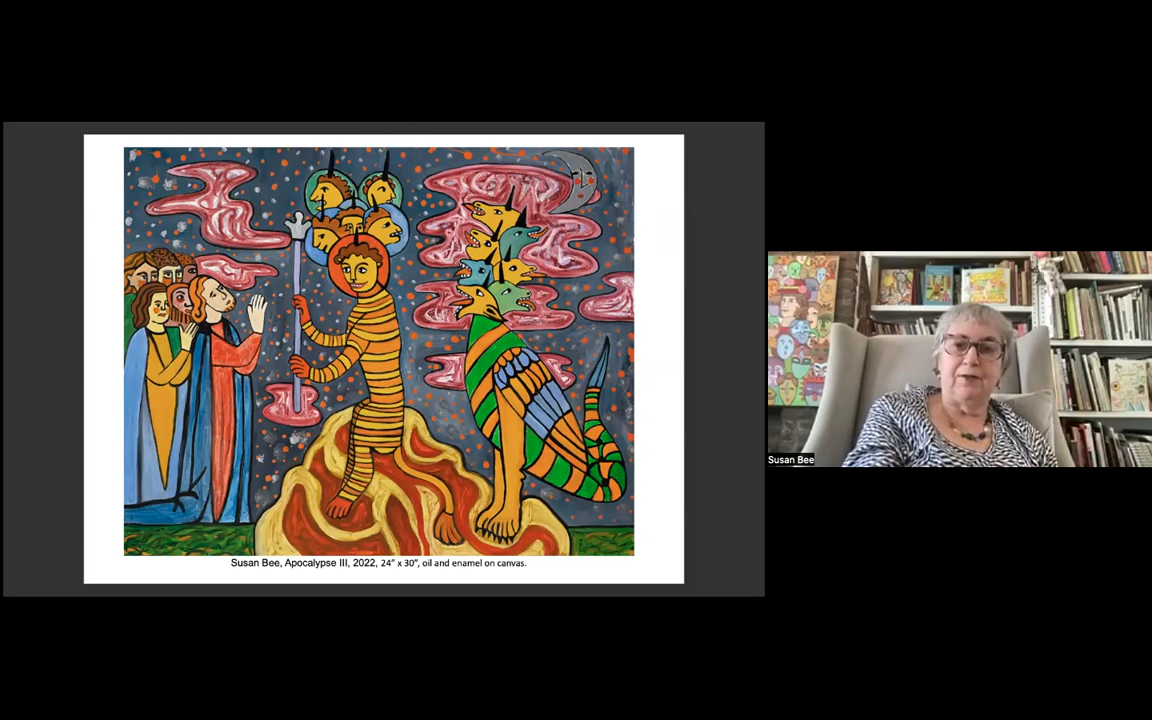 Susan Bee, Apocalypse III, 2022, 24" x 30", oil and enamel on canvas.
Susan Bee